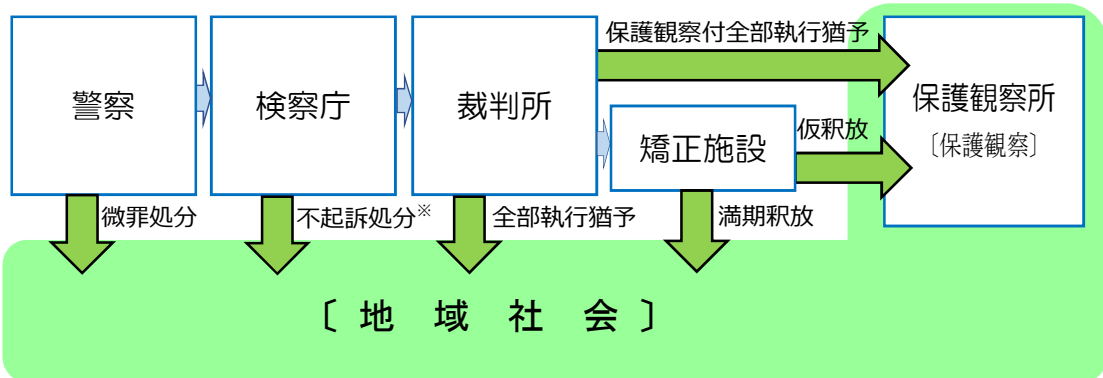 保護観察付全部執行猶予
警察
検察庁
裁判所
保護観察所
〔保護観察〕
矯正施設
仮釈放
微罪処分
不起訴処分※
全部執行猶予
満期釈放
〔地域社会〕